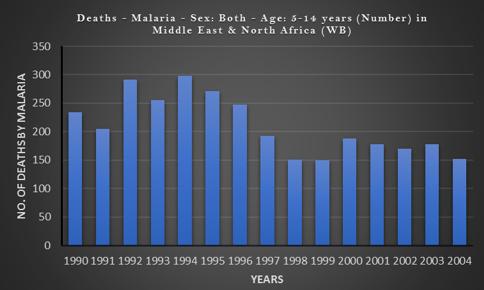 Deaths - Malaria - Sex: Both - Age: 5-14 years (Number) in
Middle East & North Africa (WB)
350
300
250
200
150
100
50
0
NO. OF DEATHSBY MALARIA
1990 1991 1992 1993 1994 1995 1996 1997 1998 1999 2000 2001 2002 2003 2004
YEARS